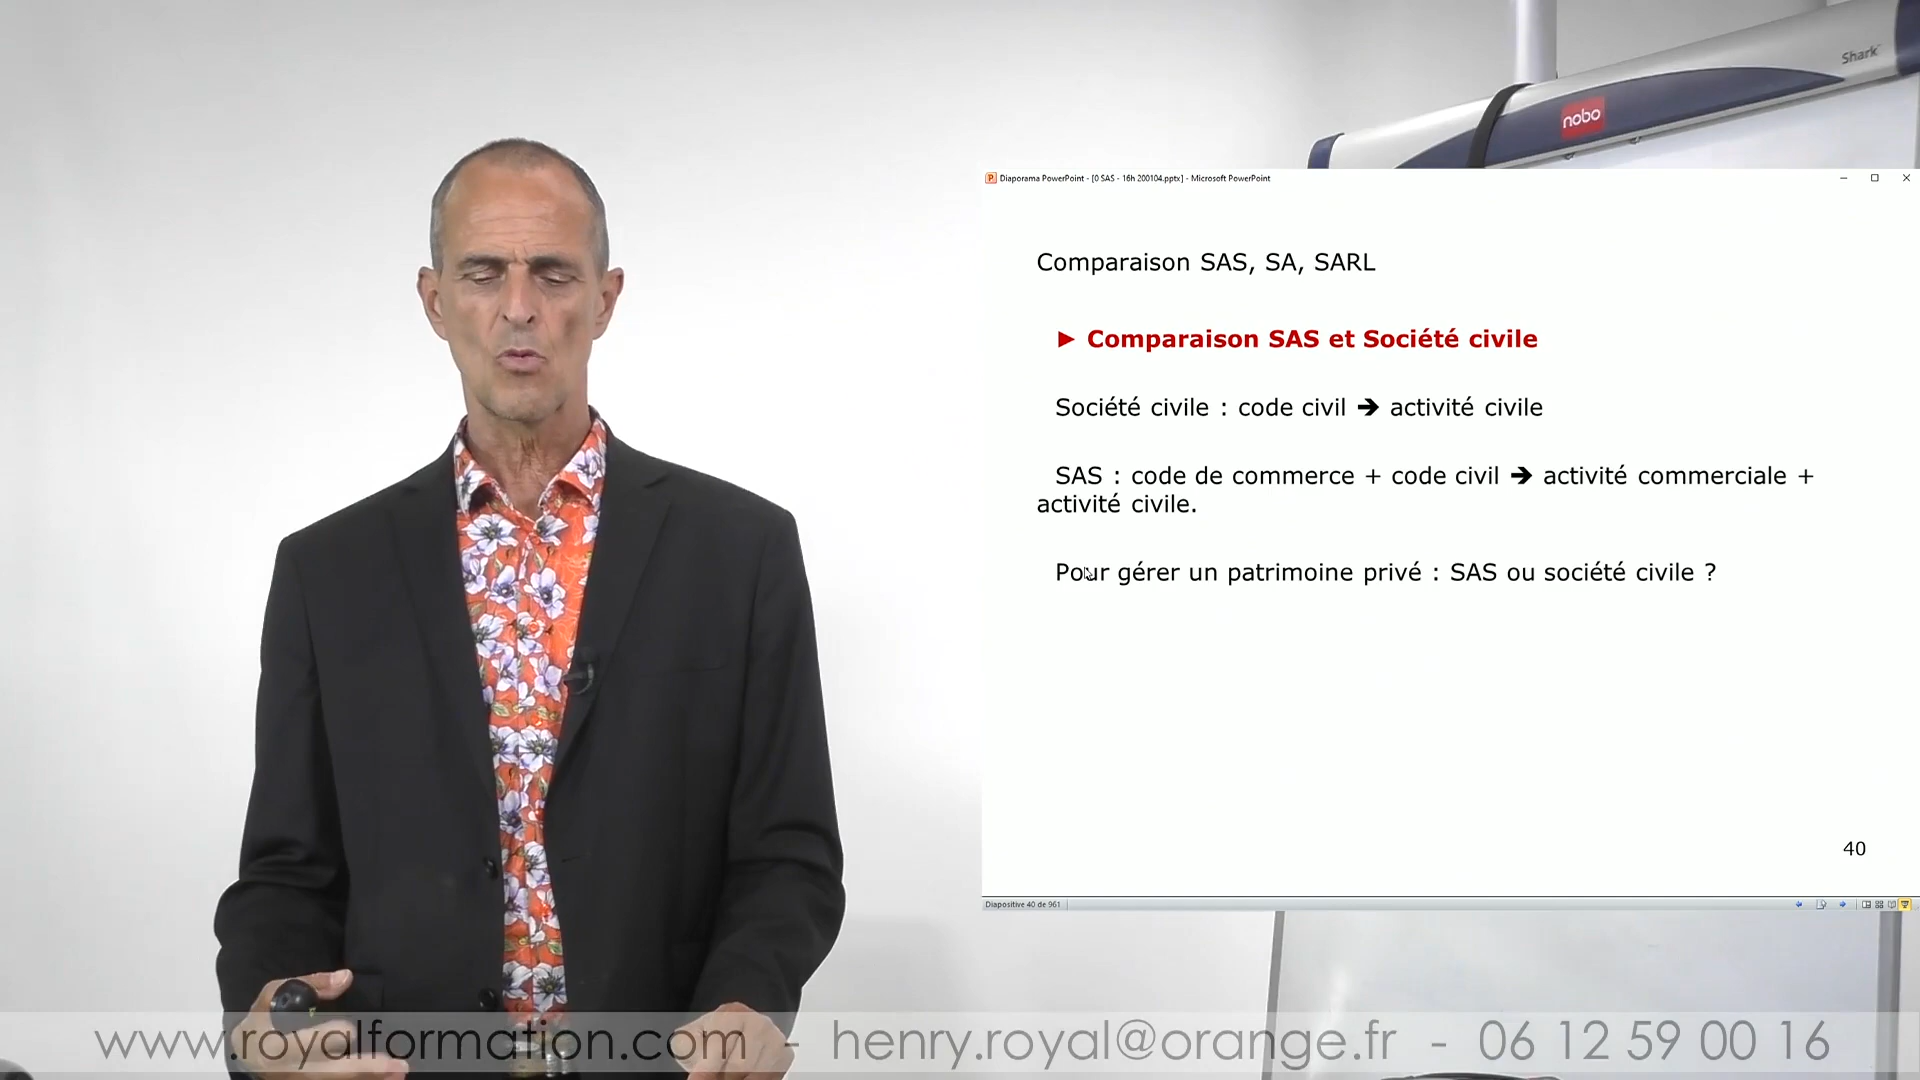 Shark™
nobo
Diaporama PowerPoint - [0 SAS - 16h 200104.pptx] - Microsoft PowerPoint
Comparaison SAS, SA, SARL
► Comparaison SAS et Société civile
Société civile : code civil ➔ activité civile
SAS : code de commerce + code civil ➔ activité commerciale +
activité civile.
Pour gérer un patrimoine privé : SAS ou société civile ?
40
Diapositive 40 de 961
www.royalformation.com - henry.royal@orange.fr - 06 12 59 00 16